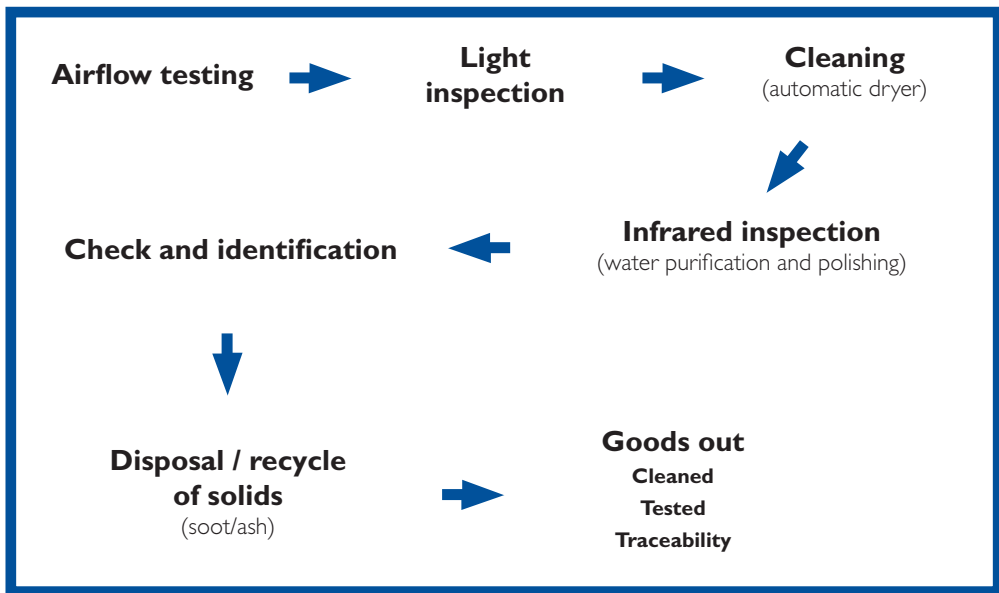 Airflow testing
Light
inspection
Cleaning
(automatic dryer)
Infrared inspection
(water purification and polishing)
Check and identification
Disposal / recycle
of solids
(soot/ash)
Goods out
Cleaned
Tested
Traceability